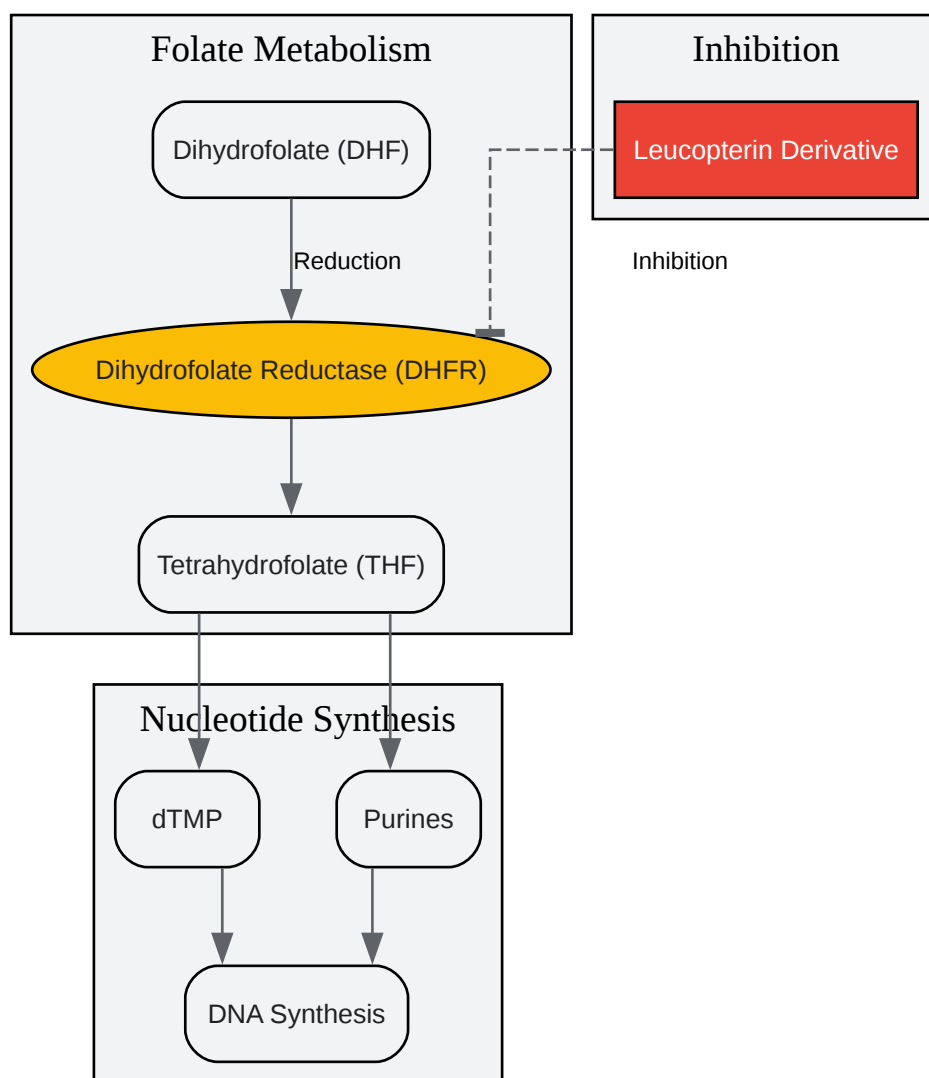 Folate Metabolism
Inhibition
Dihydrofolate (DHF)
Leucopterin Derivative
Reduction
Inhibition
Dihydrofolate Reductase (DHFR)
Tetrahydrofolate (THF)
Nucleotide Synthesis
dTMP
Purines
DNA Synthesis